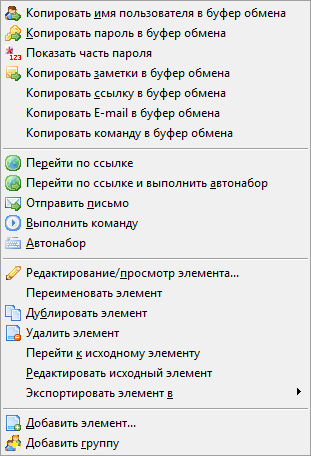 Копировать имя пользователя в буфер обмена
Копировать пароль в буфер обмена
Показать часть пароля
Копировать заметки в буфер обмена
Копировать ссылку в буфер обмена
Копировать E-mail в буфер обмена
Копировать команду в буфер обмена
Перейти по ссылке
Перейти по ссылке и выполнить автонабор
Отправить письмо
Выполнить команду
Автонабор
Редактирование/просмотр элемента...
Переименовать элемент
Дублировать элемент
Удалить элемент
Перейти к исходному элементу
Редактировать исходный элемент
Экспортировать элемент в
Добавить элемент...
Добавить группу